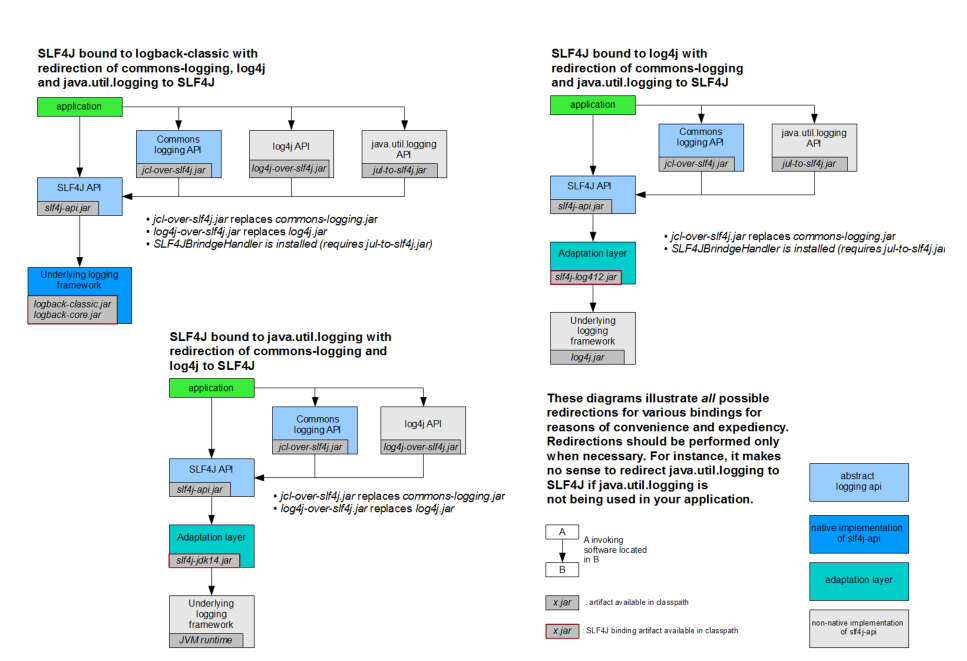 SLF4J bound to logback-classic with
redirection of commons-logging, log4j
and java.util.logging to SLF4J
application
Commons
logging API
jcl-over-slf4j.jar
log4j API
log4j-over-slf4j.jar
java.util.logging
API
jul-to-slf4j.jar
SLF4J API
slf4j-api.jar
• jcl-over-slf4j.jar replaces commons-logging.jar
• log4j-over-slf4j.jar replaces log4j.jar
• SLF4JBrindgeHandler is installed (requires jul-to-slf4j.jar)
Underlying logging
framework
logback-classic.jar
logback-core.jar
SLF4J bound to log4j with
redirection of commons-logging
and java.util.logging to SLF4J
application
Commons
logging API
jcl-over-slf4j.jar
java.util.logging
API
jul-to-slf4j.jar
SLF4J API
slf4j-api.jar
• jcl-over-slf4j.jar replaces commons-logging.jar
• SLF4JBrindgeHandler is installed (requires jul-to-slf4j.jar
Adaptation layer
slf4j-log412.jar
Underlying
logging
framework
log4j.jar
SLF4J bound to java.util.logging with
redirection of commons-logging and
log4j to SLF4J
application
Commons
logging API
jcl-over-slf4j.jar
log4j API
log4j-over-slf4j.jar
SLF4J API
slf4j-api.jar
• jcl-over-slf4j.jar replaces commons-logging.jar
• log4j-over-slf4j.jar replaces log4j.jar
Adaptation layer
slf4j-jdk14.jar
Underlying
logging
framework
JVM runtime
These diagrams illustrate all possible
redirections for various bindings for
reasons of convenience and expediency.
Redirections should be performed only
when necessary. For instance, it makes
no sense to redirect java.util.logging to
SLF4J if java.util.logging is
not being used in your application.
A
B
A invoking
software located
in B
x.jar : artifact available in classpath
x.jar : SLF4J binding artifact available in classpath
abstract
logging api
native implementation
of slf4j-api
adaptation layer
non-native implementation
of slf4j-api